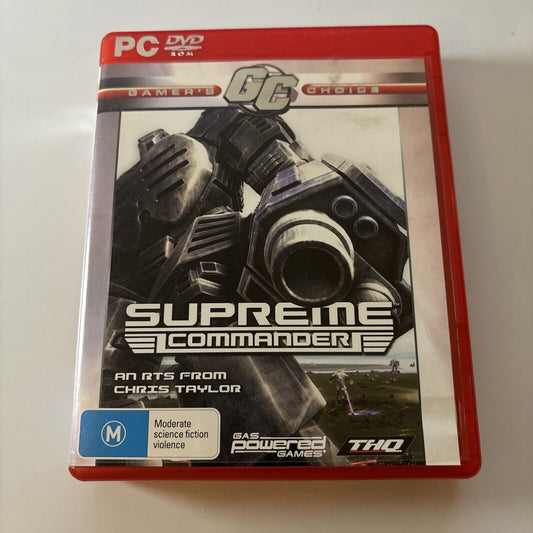 PC DVD
ROM
GAMER'S GC CHOICE
SUPREME
COMMANDER
AN RTS FROM
CHRIS TAYLOR
M
Moderate
science fiction
violence
GAS
powered
GAMES
THQ